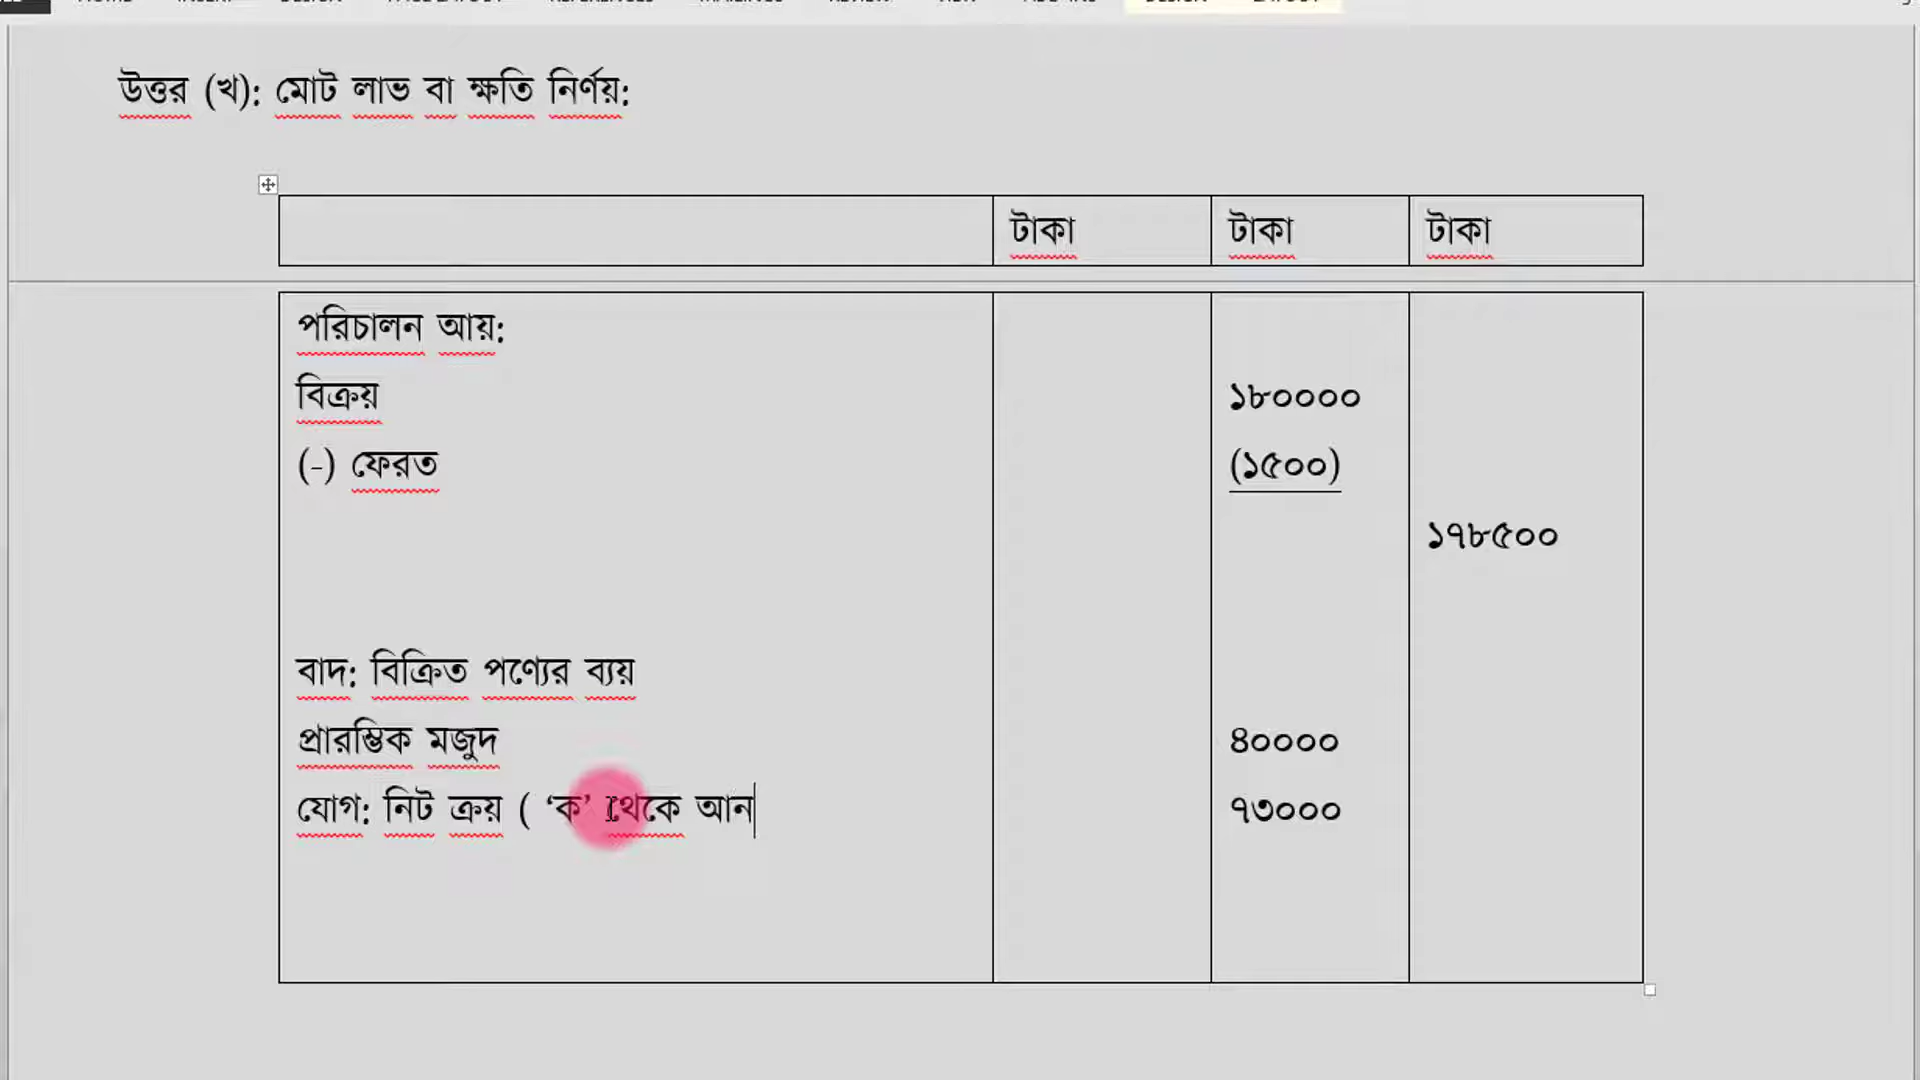 উত্তর (খ): মোট লাভ বা ক্ষতি নির্ণয়:
টাকা টাকা টাকা
পরিচালন আয়:
বিক্রয় ১৮০০০০
(-) ফেরত (১৫০০)
১৭৮৫০০
বাদ: বিক্রিত পণ্যের ব্যয়
প্রারম্ভিক মজুদ ৪০০০০
যোগ: নিট ক্রয় ( ‘ক’ থেকে আন ৭৩০০০